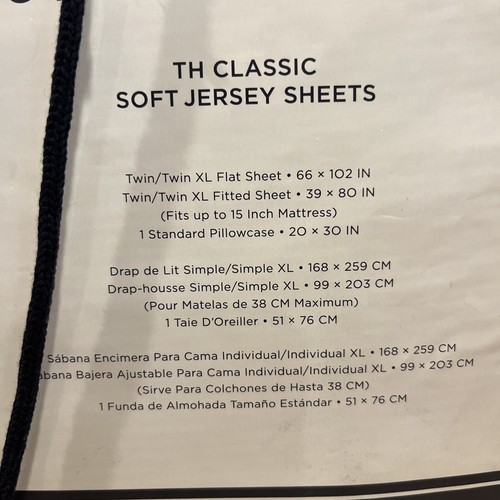 TH CLASSIC
SOFT JERSEY SHEETS
Twin/Twin XL Flat Sheet • 66 × 102 IN
Twin/Twin XL Fitted Sheet • 39 × 80 IN
(Fits up to 15 Inch Mattress)
1 Standard Pillowcase • 20 × 30 IN
Drap de Lit Simple/Simple XL • 168 × 259 CM
Drap-housse Simple/Simple XL • 99 × 203 CM
(Pour Matelas de 38 CM Maximum)
1 Taie D'Oreiller • 51 × 76 CM
Sábana Encimera Para Cama Individual/Individual XL • 168 × 259 CM
Bajera Ajustable Para Cama Individual/Individual XL • 99 × 203 CM
(Sirve Para Colchones de Hasta 38 CM)
1 Funda de Almohada Tamaño Estándar • 51 × 76 CM